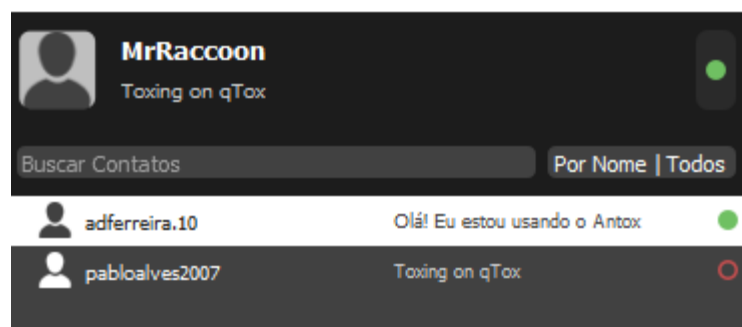 MrRaccoon
Toxing on qTox
Buscar Contatos Por Nome | Todos
adferreira.10 Olá! Eu estou usando o Antox
pabloalves2007 Toxing on qTox